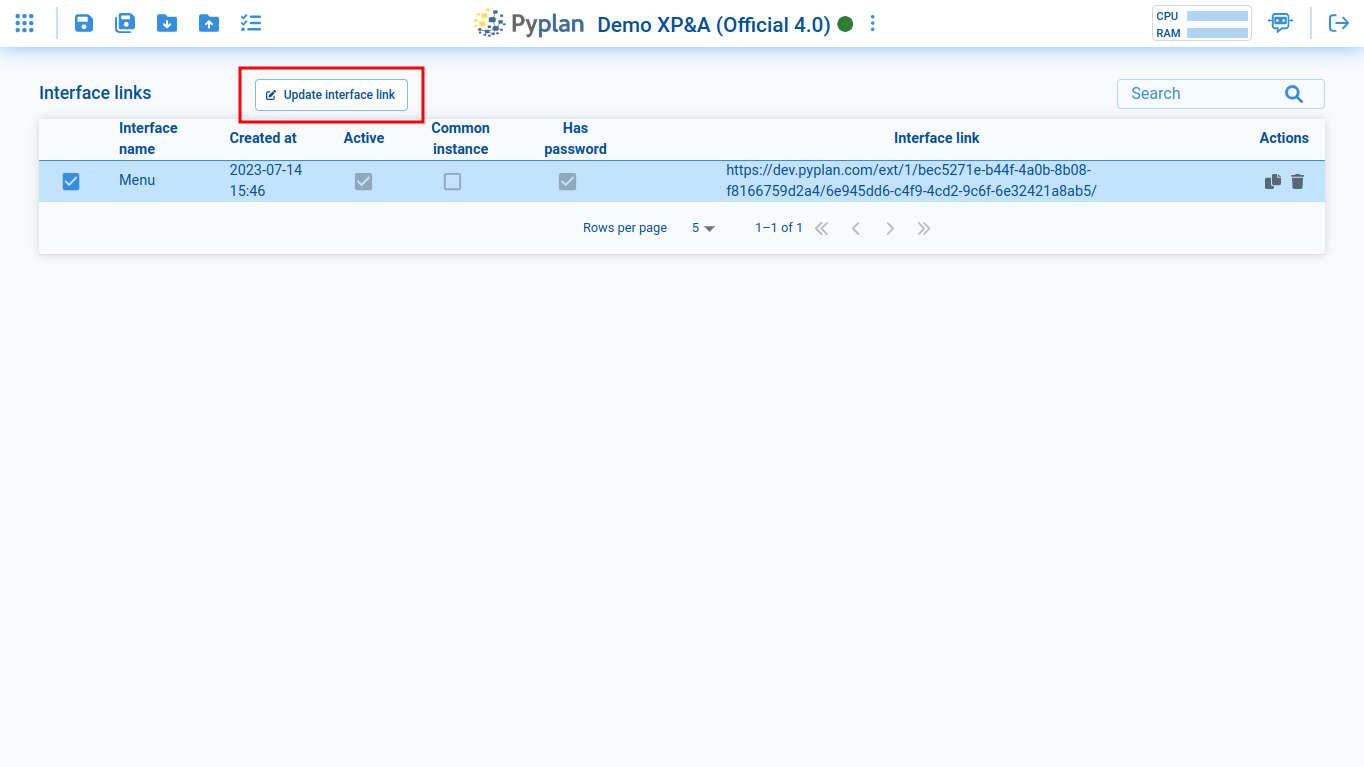 Pyplan Demo XP&A (Official 4.0)
CPU
RAM
Interface links
Update interface link
Search
Interface name
Created at
Active
Common instance
Has password
Interface link
Actions
Menu
2023-07-14
15:46
https://dev.pyplan.com/ext/1/bec5271e-b44f-4a0b-8b08-
f8166759d2a4/6e945dd6-c4f9-4cd2-9c6f-6e32421a8ab5/
Rows per page 5 1–1 of 1